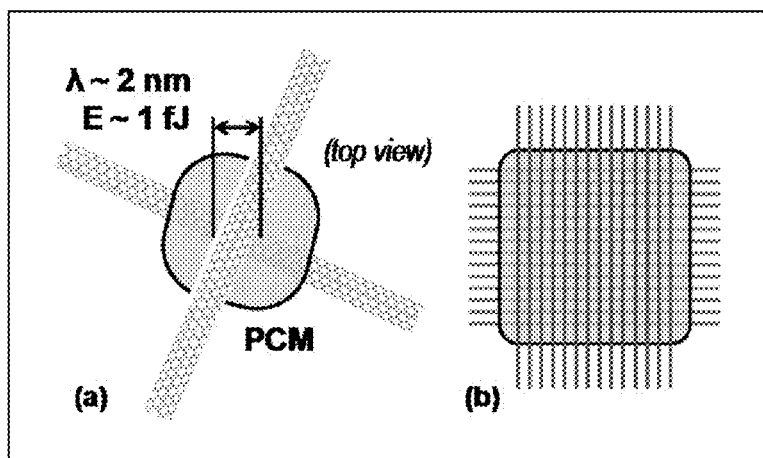 λ ~ 2 nm
E ~ 1 fJ
(top view)
PCM
(a)
(b)